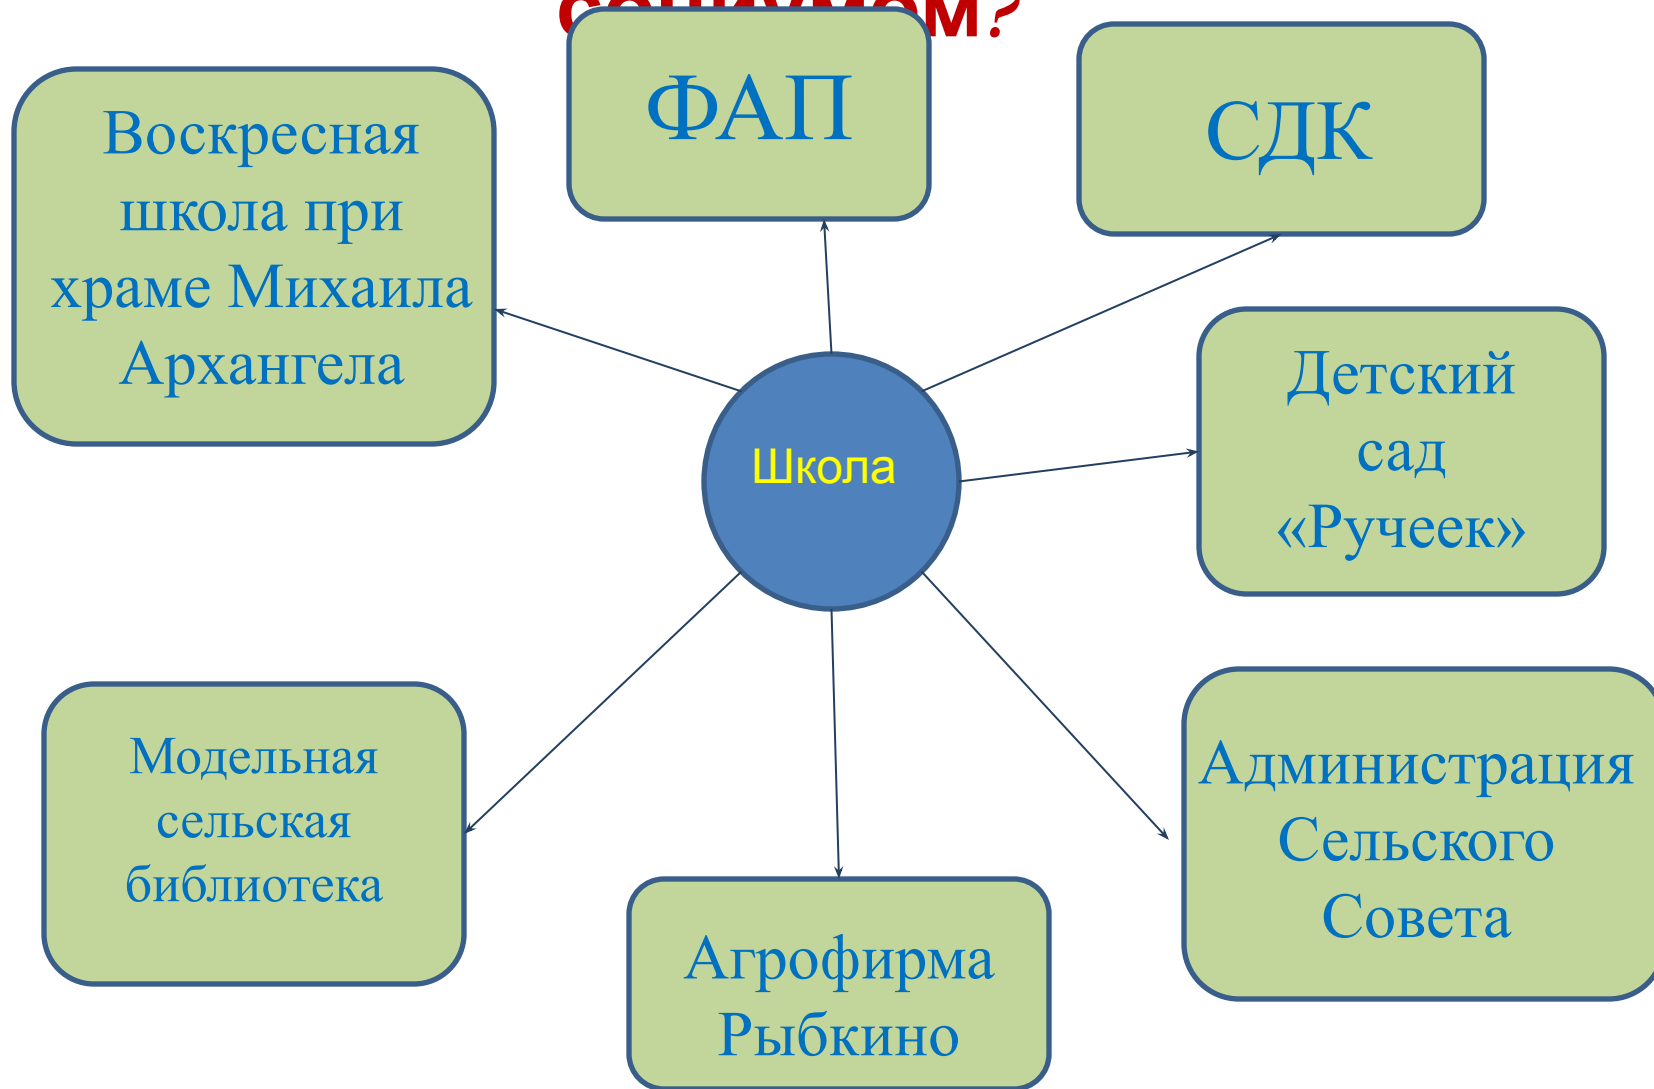 социумом?
ФАП
СДК
Воскресная
школа при
храме Михаила
Архангела
Детский
сад
«Ручеек»
Школа
Модельная
сельская
библиотека
Администрация
Сельского
Совета
Агрофирма
Рыбкино